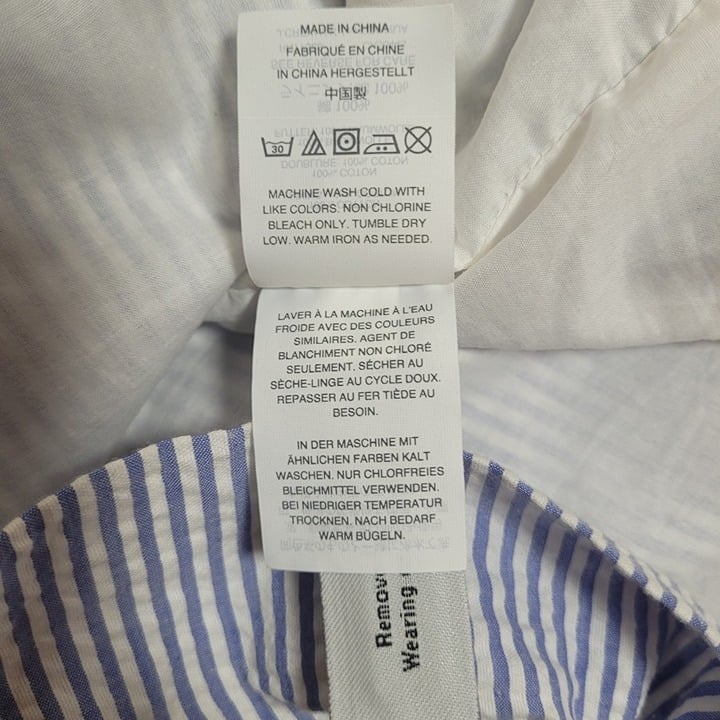 MADE IN CHINA
FABRIQUÉ EN CHINE
IN CHINA HERGESTELLT
中国製
30
MACHINE WASH COLD WITH
LIKE COLORS. NON CHLORINE
BLEACH ONLY. TUMBLE DRY
LOW. WARM IRON AS NEEDED.
LAVER À LA MACHINE À L'EAU
FROIDE AVEC DES COULEURS
SIMILAIRES. AGENT DE
BLANCHIMENT NON CHLORÉ
SEULEMENT. SÉCHER AU
SÈCHE-LINGE AU CYCLE DOUX.
REPASSER AU FER TIÈDE AU
BESOIN.
IN DER MASCHINE MIT
ÄHNLICHEN FARBEN KALT
WASCHEN. NUR CHLORFREIES
BLEICHMITTEL VERWENDEN.
BEI NIEDRIGER TEMPERATUR
TROCKNEN. NACH BEDARF
WARM BÜGELN.
Wearing